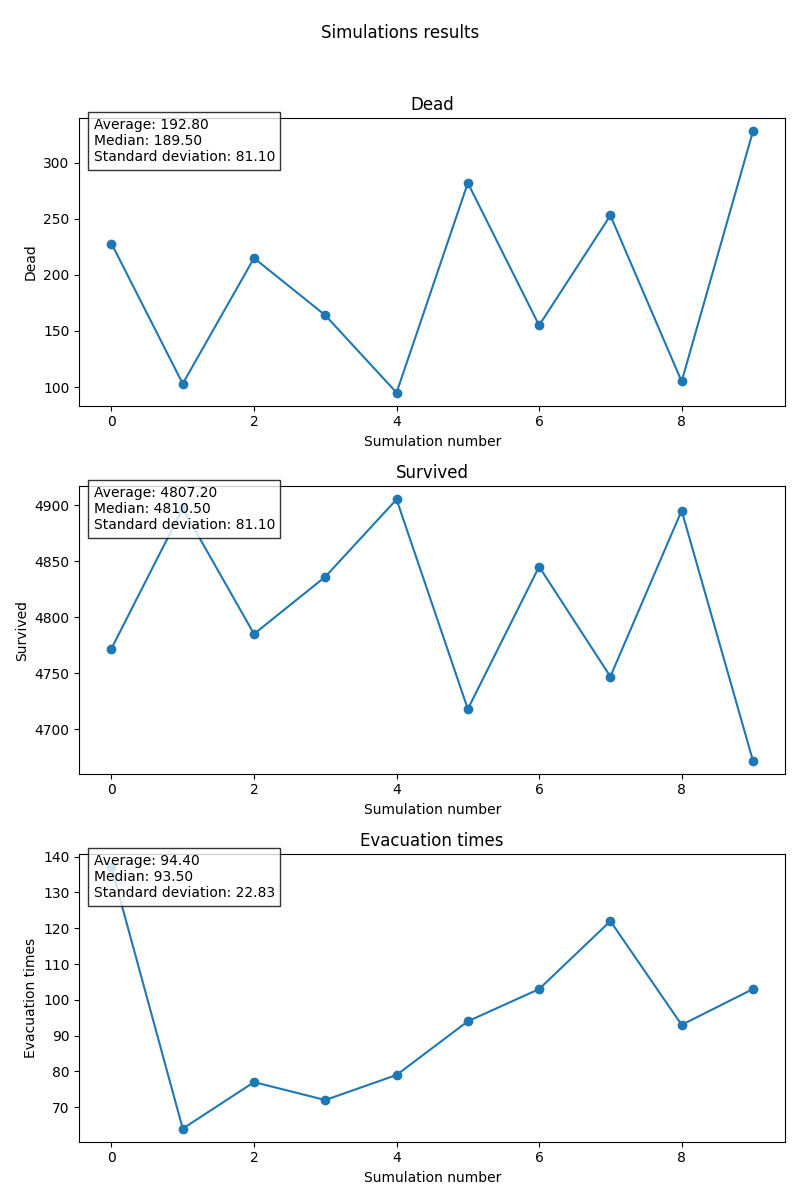 Simulations results
Dead
Average: 192.80
Median: 189.50
Standard deviation: 81.10
300
250
200
150
100
Dead
0 2 4 6 8
Sumulation number
Survived
Average: 4807.20
Median: 4810.50
Standard deviation: 81.10
4900
4850
4800
4750
4700
Survived
0 2 4 6 8
Sumulation number
Evacuation times
Average: 94.40
Median: 93.50
Standard deviation: 22.83
140
130
120
110
100
90
80
70
Evacuation times
0 2 4 6 8
Sumulation number